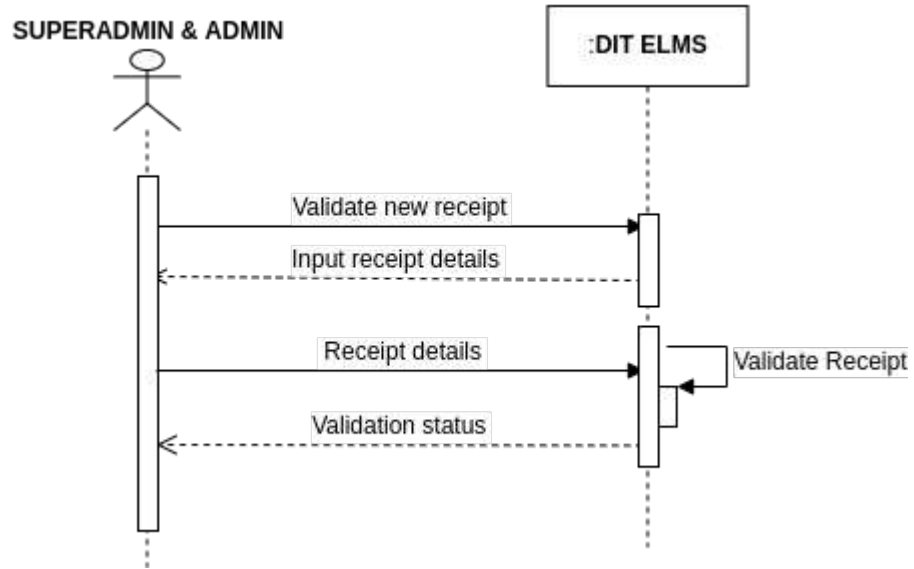 SUPERADMIN & ADMIN
:DIT ELMS
Validate new receipt
Input receipt details
Receipt details
Validate Receipt
Validation status